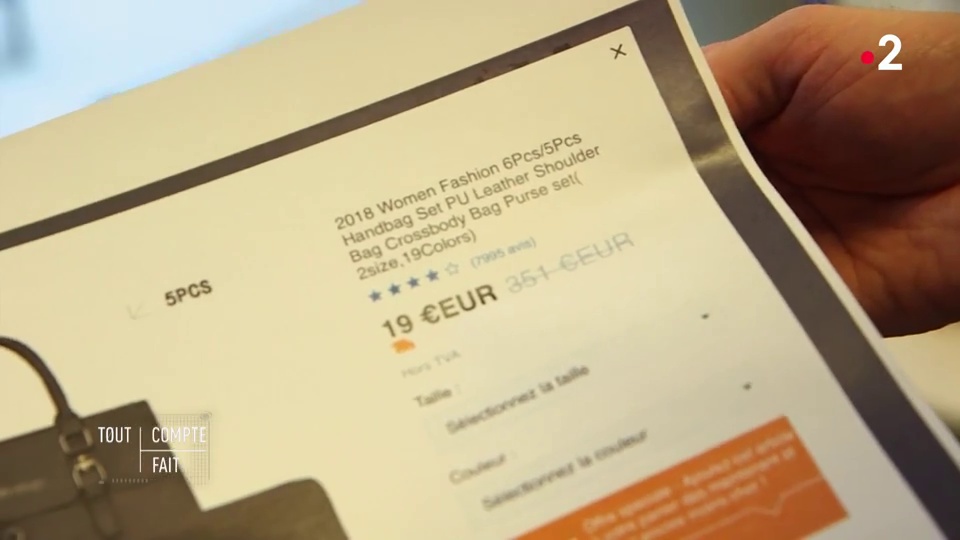 2
×
2018 Women Fashion 6Pcs/5Pcs
Handbag Set PU Leather Shoulder
Bag Crossbody Bag Purse set(
2size,19Colors)
(7995 avis)
5PCS
19 €EUR 351 €EUR
Hors TVA
Taille :
Sélectionnez la taille
Couleur :
Sélectionnez la couleur
TOUT COMPTE
FAIT